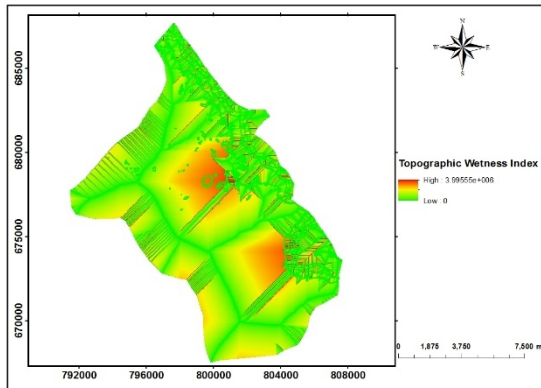 N
W
E
S
685000
680000
675000
670000
Topographic Wetness Index
High : 3.99555e+006
Low : 0
0
1,875
3,750
7,500 m
792000
796000
800000
804000
808000